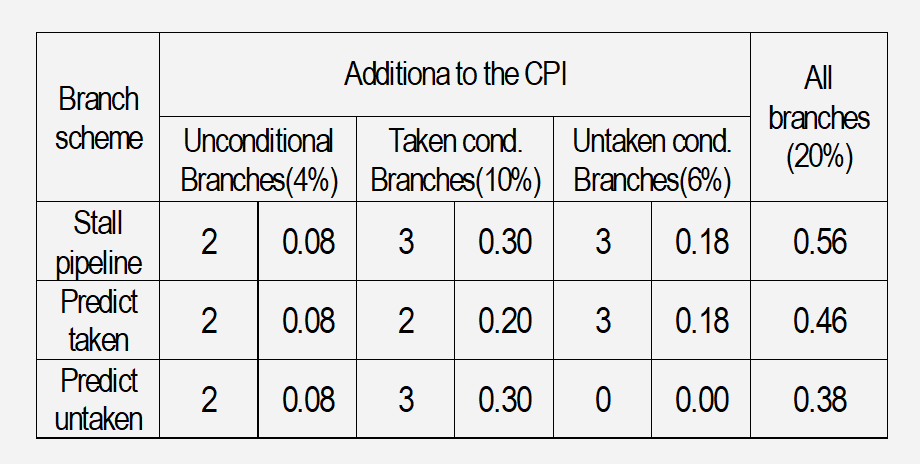 Branch
scheme
Additiona to the CPI
All
branches
(20%)
Unconditional
Branches(4%)
Taken cond.
Branches(10%)
Untaken cond.
Branches(6%)
Stall
pipeline
2 0.08 3 0.30 3 0.18 0.56
Predict
taken
2 0.08 2 0.20 3 0.18 0.46
Predict
untaken
2 0.08 3 0.30 0 0.00 0.38